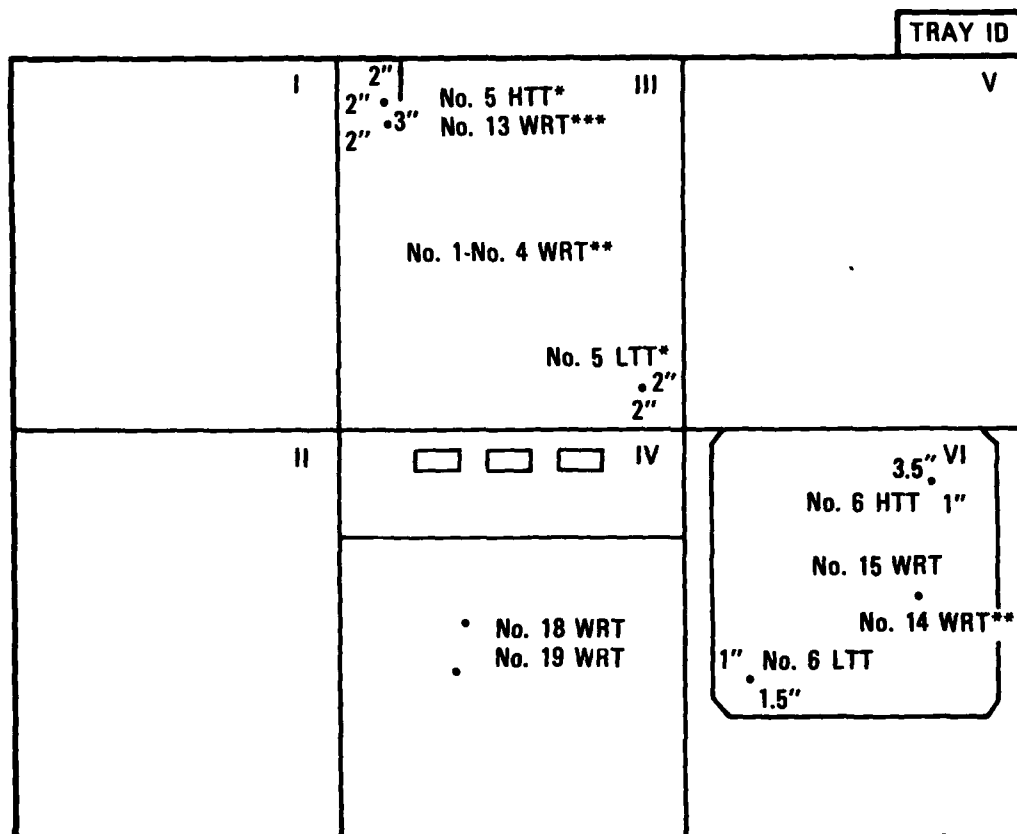 TRAY ID
I
2"
III
V
2"
No. 5 HTT*
3"
No. 13 WRT***
2"
No. 1-No. 4 WRT**
No. 5 LTT*
2"
2"
II
IV
VI
3.5"
No. 6 HTT 1"
No. 15 WRT
No. 14 WRT**
No. 18 WRT
No. 19 WRT
1" No. 6 LTT
1.5"